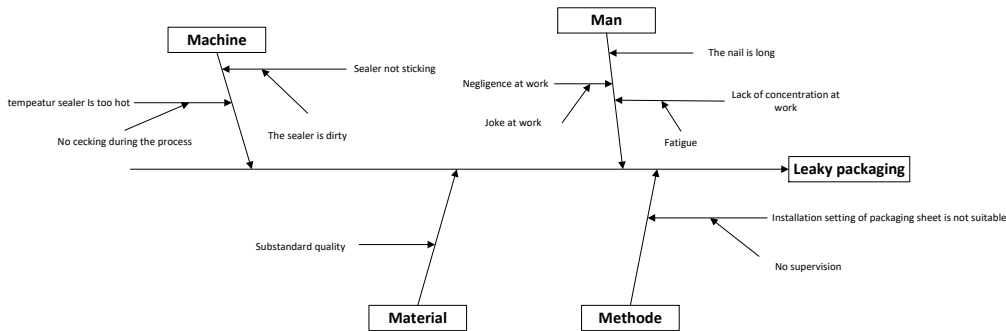 Man
Machine
The nail is long
Sealer not sticking
Negligence at work
Lack of concentration at
work
tempeatur sealer Is too hot
Joke at work
The sealer is dirty
No cecking during the process
Fatigue
Leaky packaging
Installation setting of packaging sheet is not suitable
Substandard quality
No supervision
Material
Methode